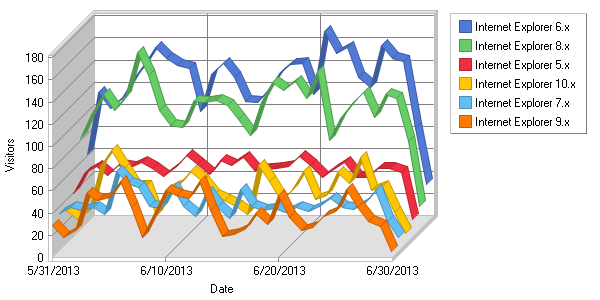 Visitors
180
160
140
120
100
80
60
40
20
0
5/31/2013 6/10/2013 6/20/2013 6/30/2013
Date
Internet Explorer 6.x
Internet Explorer 8.x
Internet Explorer 5.x
Internet Explorer 10.x
Internet Explorer 7.x
Internet Explorer 9.x